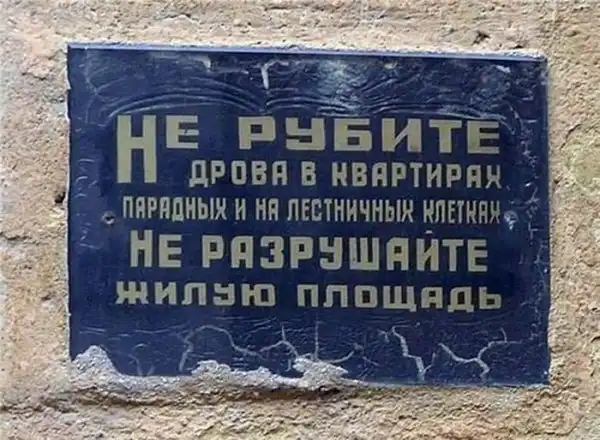 Не рубите
дрова в квартирах
парадных и на лестничных клетках
Не разрушайте
жилую площадь